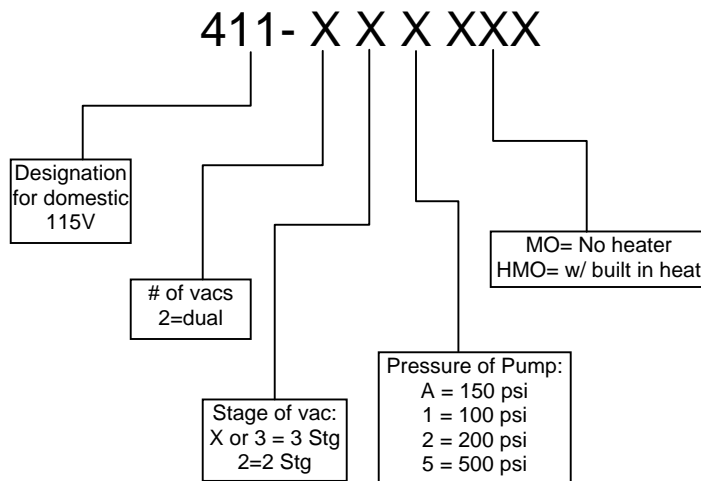 411- X X X XXX
Designation
for domestic
115V
MO= No heater
HMO= w/ built in heat
# of vacs
2=dual
Pressure of Pump:
A = 150 psi
1 = 100 psi
2 = 200 psi
5 = 500 psi
Stage of vac:
X or 3 = 3 Stg
2=2 Stg